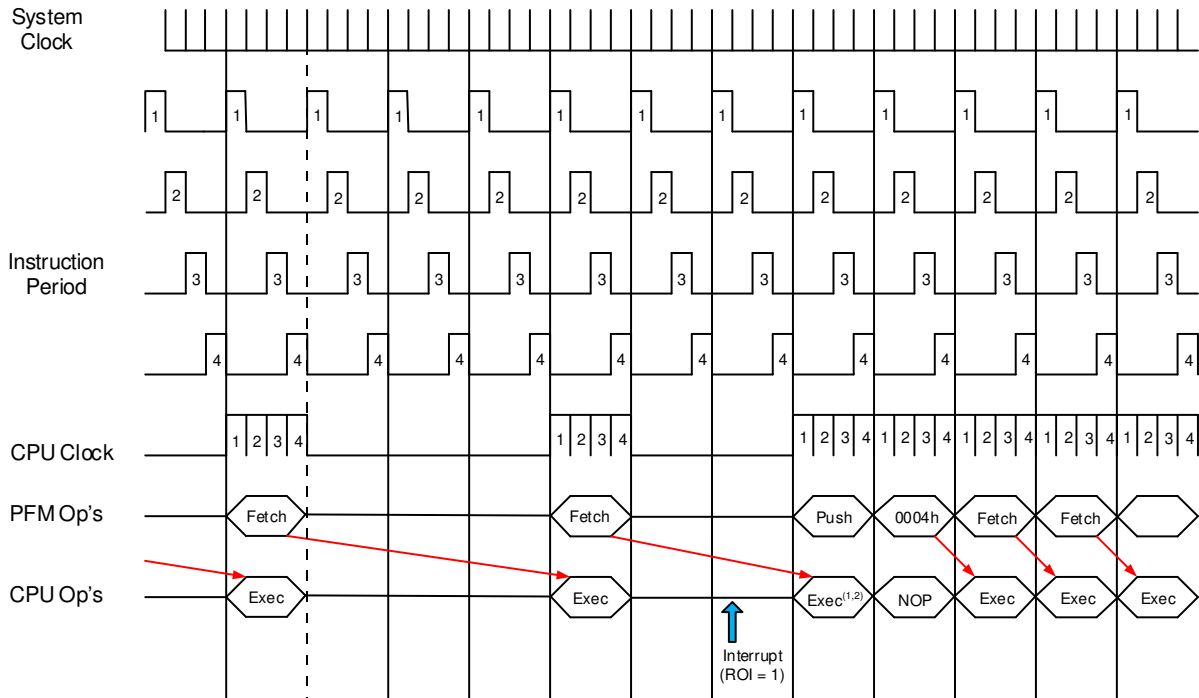 System
Clock
1 1 1 1 1 1 1 1 1 1 1 1 1
2 2 2 2 2 2 2 2 2 2 2 2 2
Instruction
Period
3 3 3 3 3 3 3 3 3 3 3 3 3
4 4 4 4 4 4 4 4 4 4 4 4 4
CPU Clock
1 2 3 4 1 2 3 4 1 2 3 4 1 2 3 4 1 2 3 4 1 2 3 4 1 2 3 4
PFM Op's
Fetch Fetch Push 0004h Fetch Fetch
CPU Op's
Exec Exec Exec(1,2) NOP Exec Exec Exec
Interrupt
(ROI = 1)